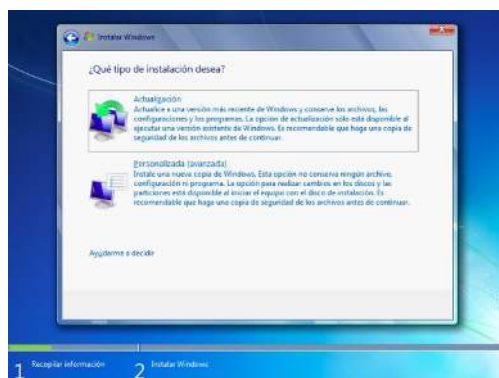 Instalar Windows
¿Qué tipo de instalación desea?
Actualización
Actualice a una versión más reciente de Windows y conserve los archivos, las
configuraciones y los programas. La opción de actualización sólo está disponible al
ejecutar una versión existente de Windows. Es recomendable que haga una copia de
seguridad de los archivos antes de continuar.
Personalizada (avanzada)
Instale una nueva copia de Windows. Esta opción no conserva ningún archivo,
configuración ni programa. La opción para realizar cambios en los discos y las
particiones está disponible al iniciar el equipo con el disco de instalación. Es
recomendable que haga una copia de seguridad de los archivos antes de continuar.
Ayúdarme a decidir
1 Recopilar información
2 Instalar Windows